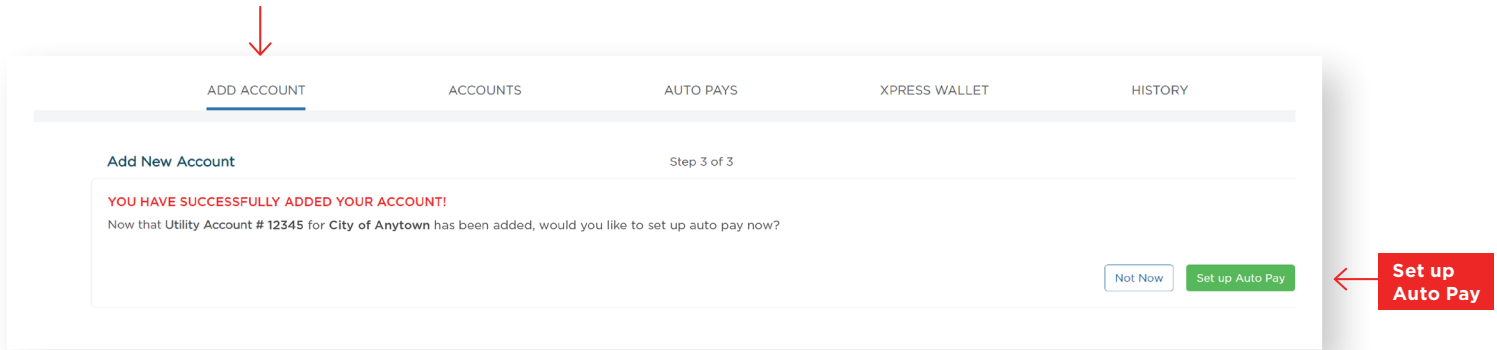 ADD ACCOUNT ACCOUNTS AUTO PAYS XPRESS WALLET HISTORY
Add New Account Step 3 of 3
YOU HAVE SUCCESSFULLY ADDED YOUR ACCOUNT!
Now that Utility Account # 12345 for City of Anytown has been added, would you like to set up auto pay now?
Not Now Set up Auto Pay
Set up
Auto Pay